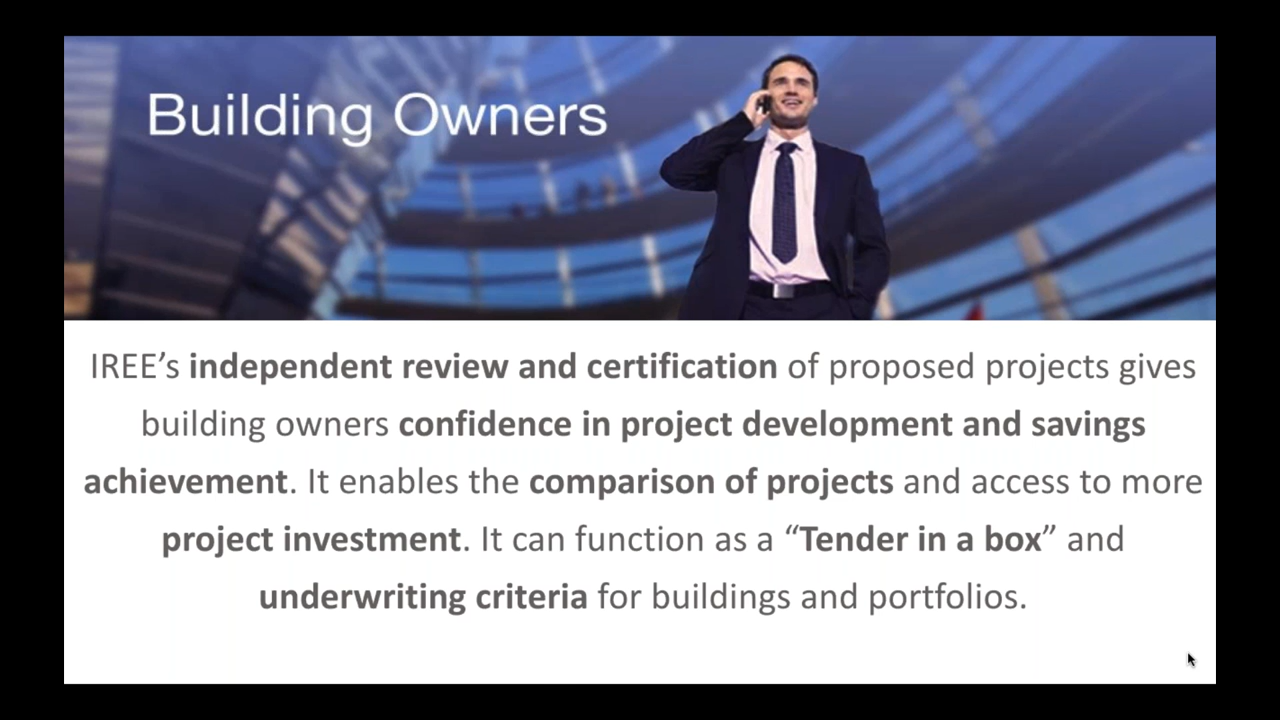 Building Owners
IREE’s independent review and certification of proposed projects gives
building owners confidence in project development and savings
achievement. It enables the comparison of projects and access to more
project investment. It can function as a “Tender in a box” and
underwriting criteria for buildings and portfolios.